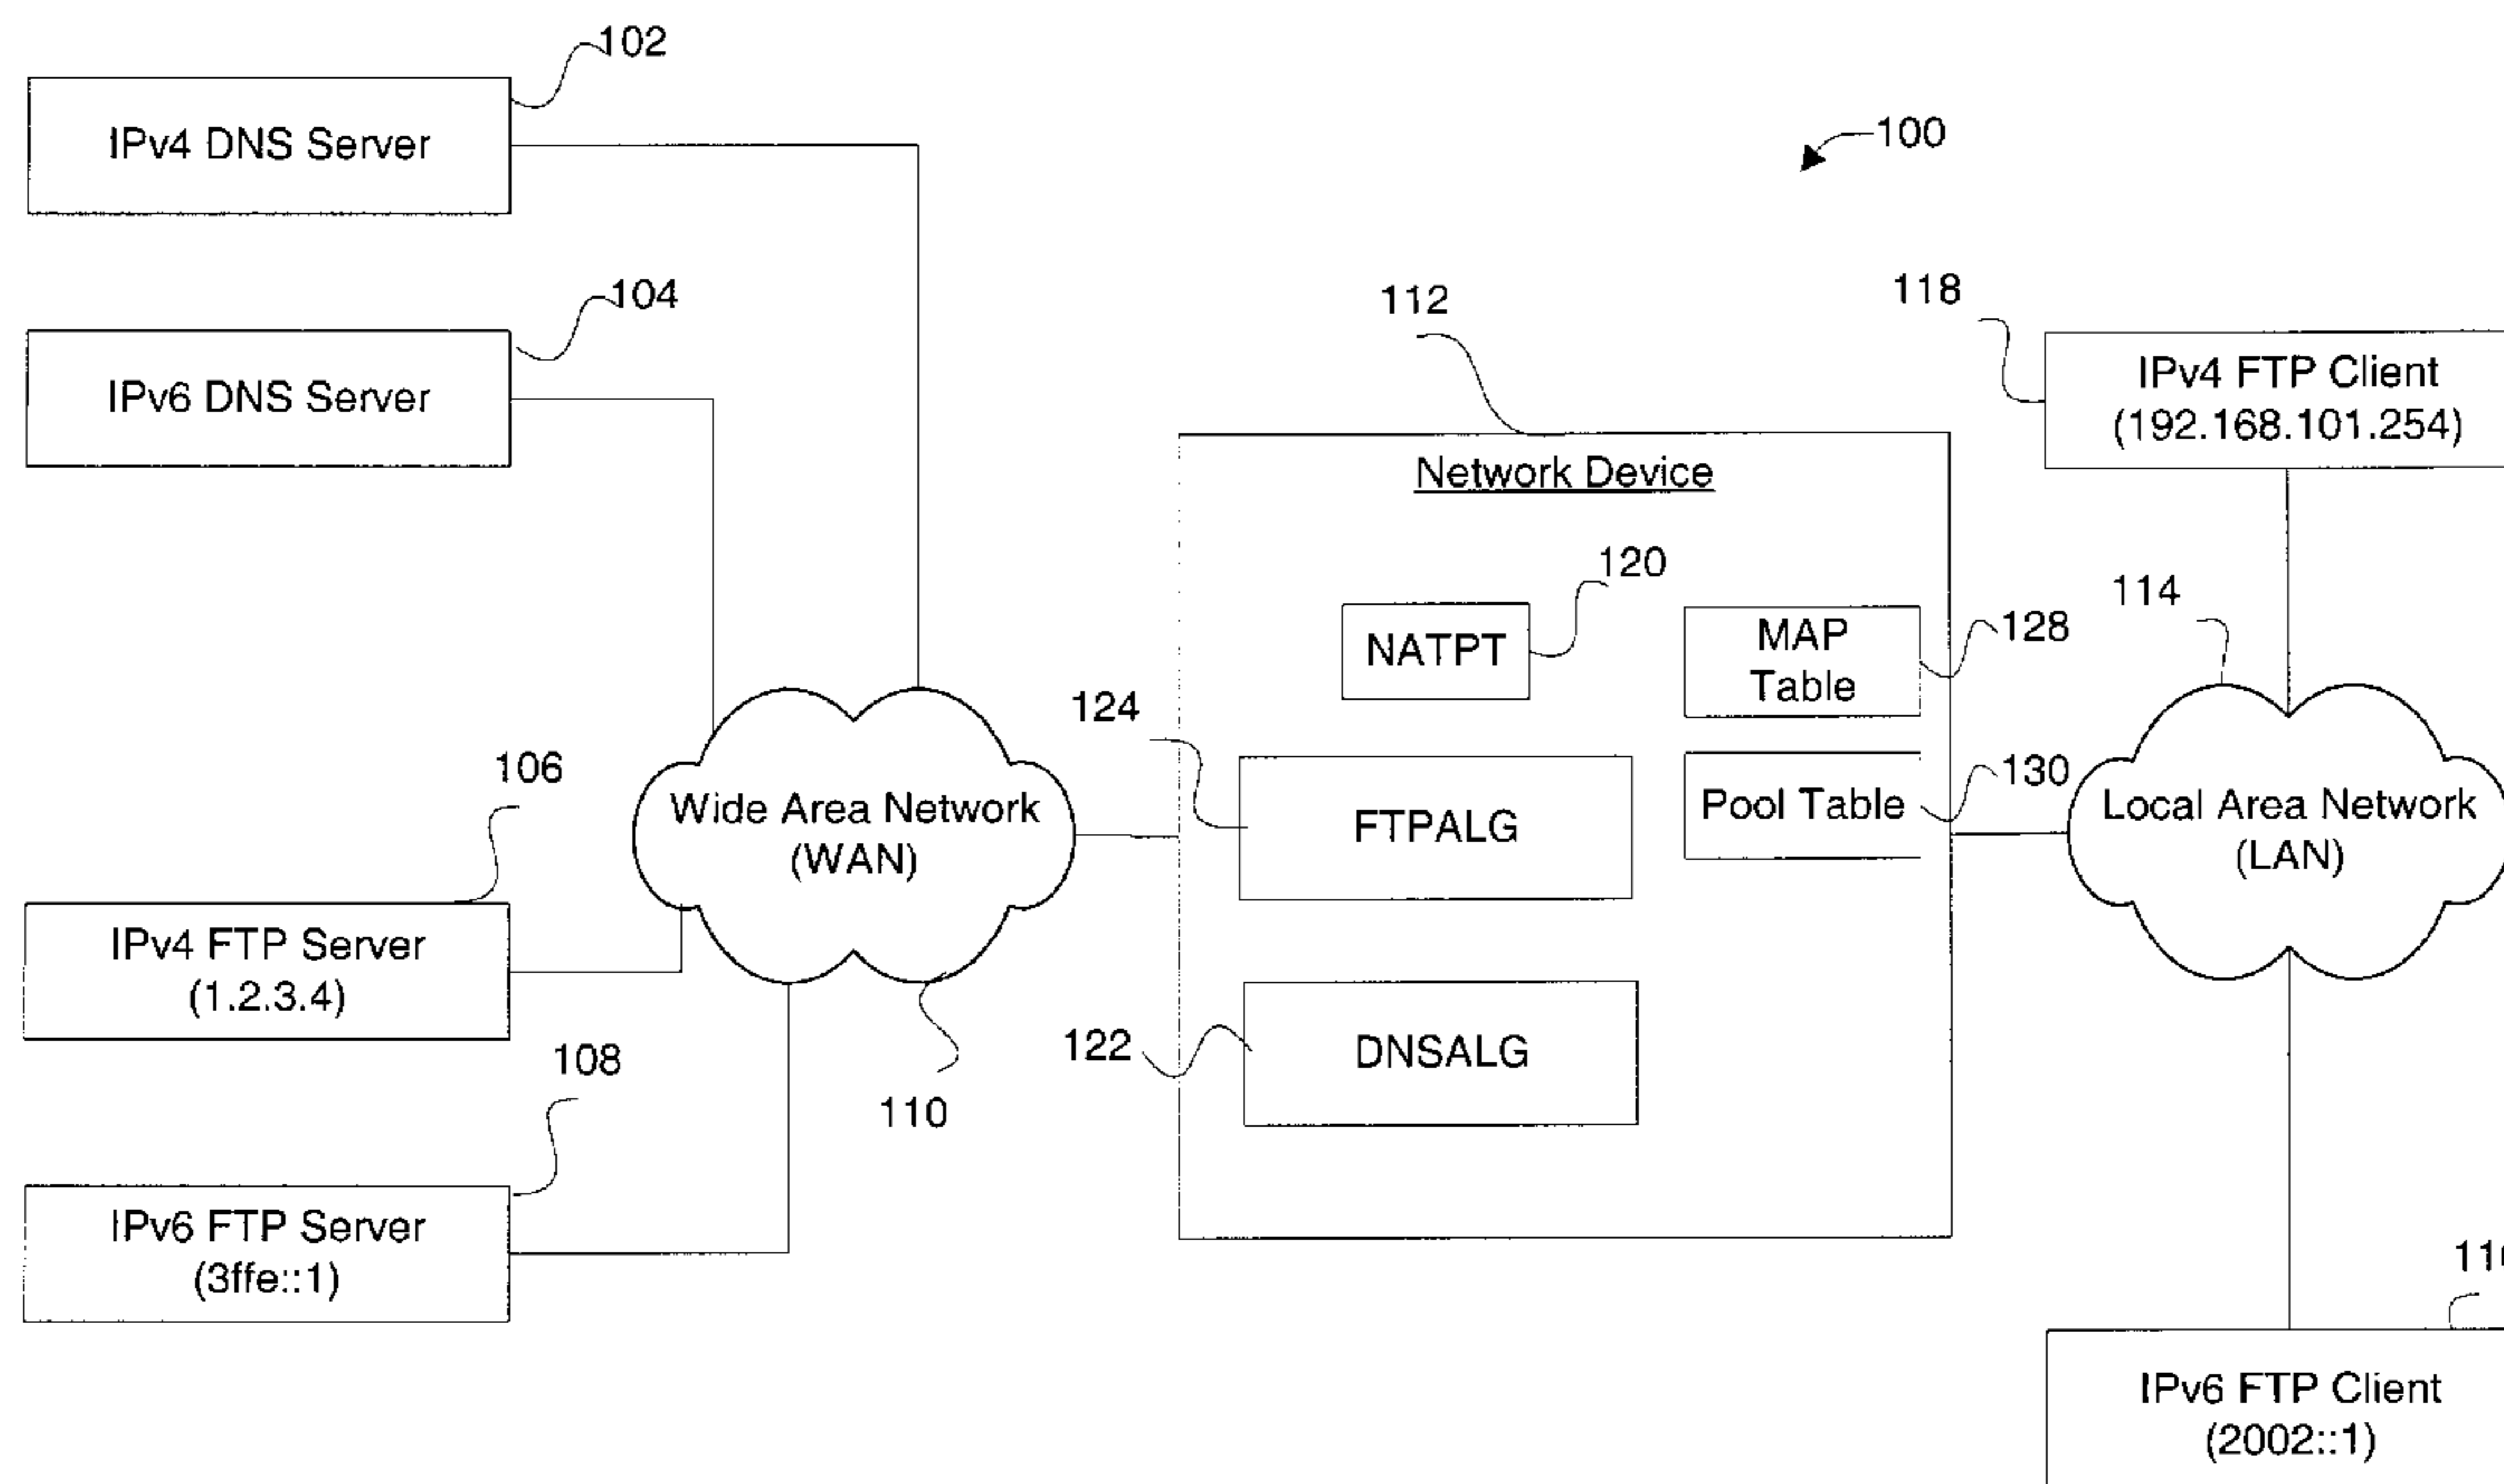 102
IPv4 DNS Server
100
104
IPv6 DNS Server
112
118
IPv4 FTP Client
(192.168.101.254)
Network Device
120
NATPT
MAP
Table
128
114
124
106
Wide Area Network
(WAN)
FTPALG
Pool Table
130
Local Area Network
(LAN)
IPv4 FTP Server
(1.2.3.4)
108
110
122
DNSALG
IPv6 FTP Server
(3ffe::1)
IPv6 FTP Client
(2002::1)